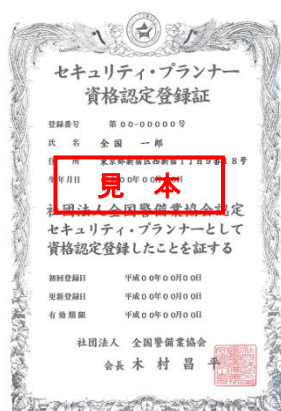 セキュリティ・プランナー
資格認定登録証
登録番号 第00-00000号
氏名 全国 一郎
住所 東京都新宿区西新宿1丁目9番18号
見本
生年月日 00年00月00日
社団法人全国警備業協会認定
セキュリティ・プランナーとして
資格認定登録したことを証する
初回登録日 平成00年00月00日
更新登録日 平成00年00月00日
有効期限 平成00年00月00日
社団法人 全国警備業協会
会長 木村昌平